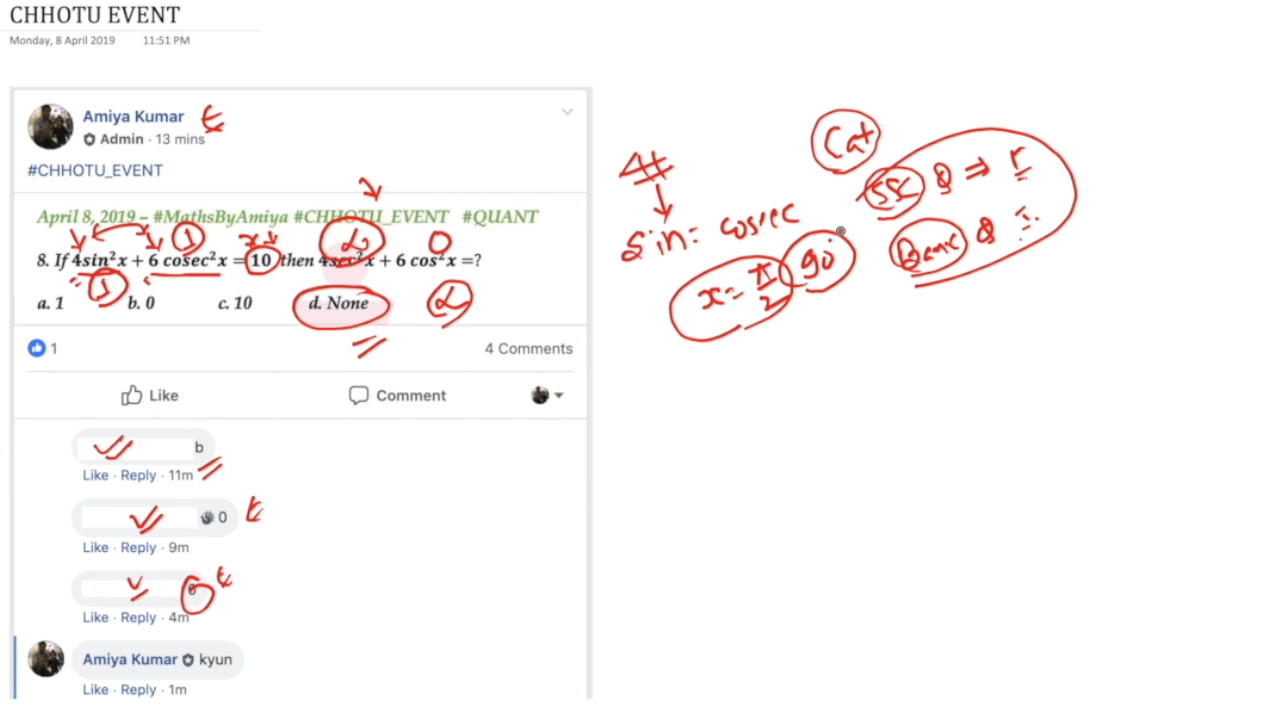 CHHOTU EVENT
Monday, 8 April 2019 11:51 PM
Amiya Kumar
Admin · 13 mins
#CHHOTU_EVENT
April 8, 2019 – #MathsByAmiya #CHHOTU_EVENT #QUANT
8. If 4sin²x + 6 cosec²x = 10 then 4sec²x + 6 cos²x =?
a. 1 b. 0 c. 10 d. None
1
1
0
1 4 Comments
Like Comment
b
Like · Reply · 11m
0
Like · Reply · 9m
Like · Reply · 4m
Amiya Kumar kyun
Like · Reply · 1m
Cat
SSC Q ⇒
Sin = cosec
Bank Q
x = π/2 90°